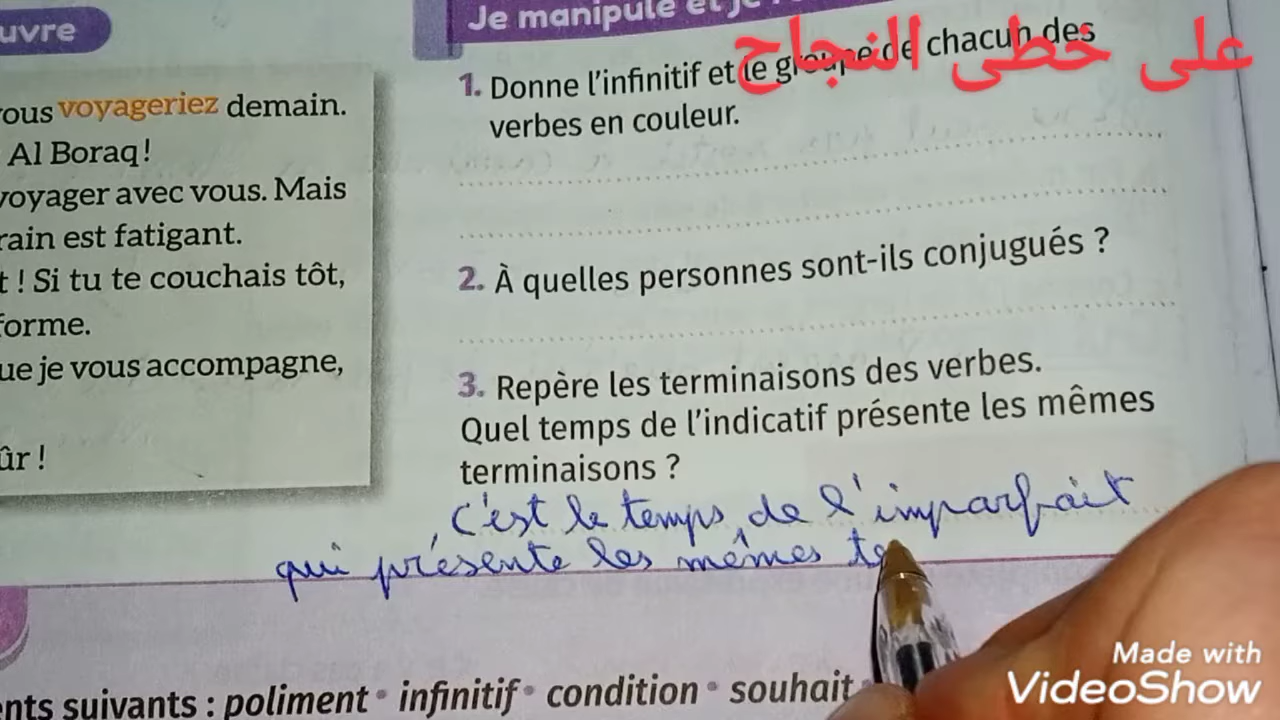 uvre
Je manipule et je
على خطى النجاح
ous voyageriez demain.
Al Boraq !
voyager avec vous. Mais
rain est fatigant.
t ! Si tu te couchais tôt,
forme.
ue je vous accompagne,
ûr !
1. Donne l'infinitif et le groupe de chacun des
verbes en couleur.
2. À quelles personnes sont-ils conjugués ?
3. Repère les terminaisons des verbes.
Quel temps de l'indicatif présente les mêmes
terminaisons ?
c'est le temps de l'imparfait
qui présente les mêmes te
nts suivants : poliment • infinitif • condition • souhait
Made with
VideoShow